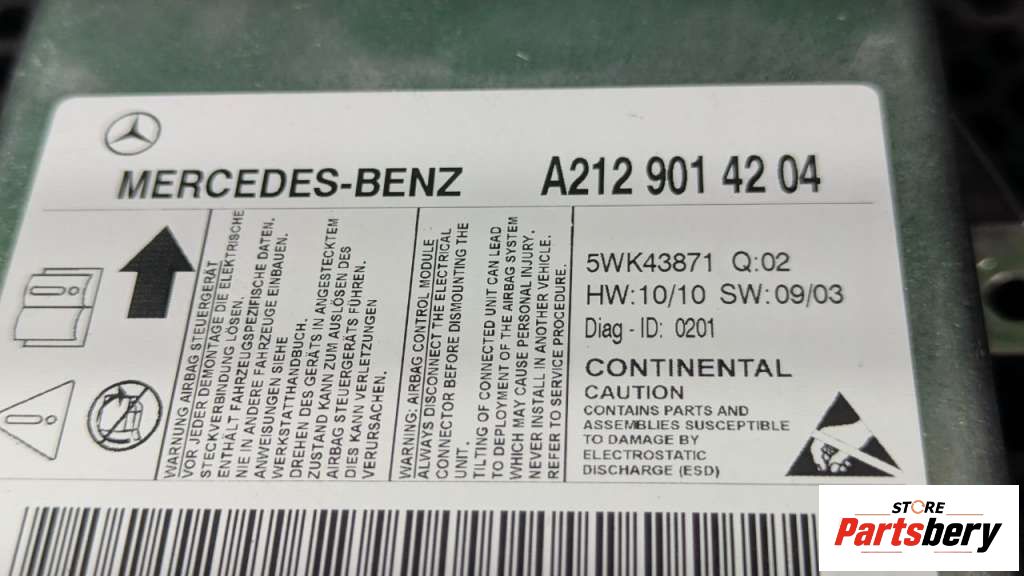 MERCEDES-BENZ
A212 901 42 04
WARNUNG AIRBAG STEUERGERÄT
VOR JEDER DEMONTAGE DIE ELEKTRISCHE
STECKVERBINDUNG LÖSEN.
ENTHÄLT FAHRZEUGSPEZIFISCHE DATEN.
NIE IN ANDERE FAHRZEUGE EINBAUEN.
ANWEISUNGEN SIEHE
WERKSTATTHANDBUCH.
DREHEN DES GERÄTS IN ANGESTECKTEM
ZUSTAND KANN ZUM AUSLÖSEN DES
AIRBAG STEUERGERÄTS FÜHREN.
DIES KANN VERLETZUNGEN
VERURSACHEN.
WARNING: AIRBAG CONTROL MODULE
ALWAYS DISCONNECT THE ELECTRICAL
CONNECTOR BEFORE DISMOUNTING THE
UNIT.
TILTING OF CONNECTED UNIT CAN LEAD
TO DEPLOYMENT OF THE AIRBAG SYSTEM
WHICH MAY CAUSE PERSONAL INJURY.
NEVER INSTALL IN ANOTHER VEHICLE.
REFER TO SERVICE PROCEDURE.
5WK43871 Q:02
HW:10/10 SW:09/03
Diag - ID: 0201
CONTINENTAL
CAUTION
CONTAINS PARTS AND
ASSEMBLIES SUSCEPTIBLE
TO DAMAGE BY
ELECTROSTATIC
DISCHARGE (ESD)
STORE
Partsbery